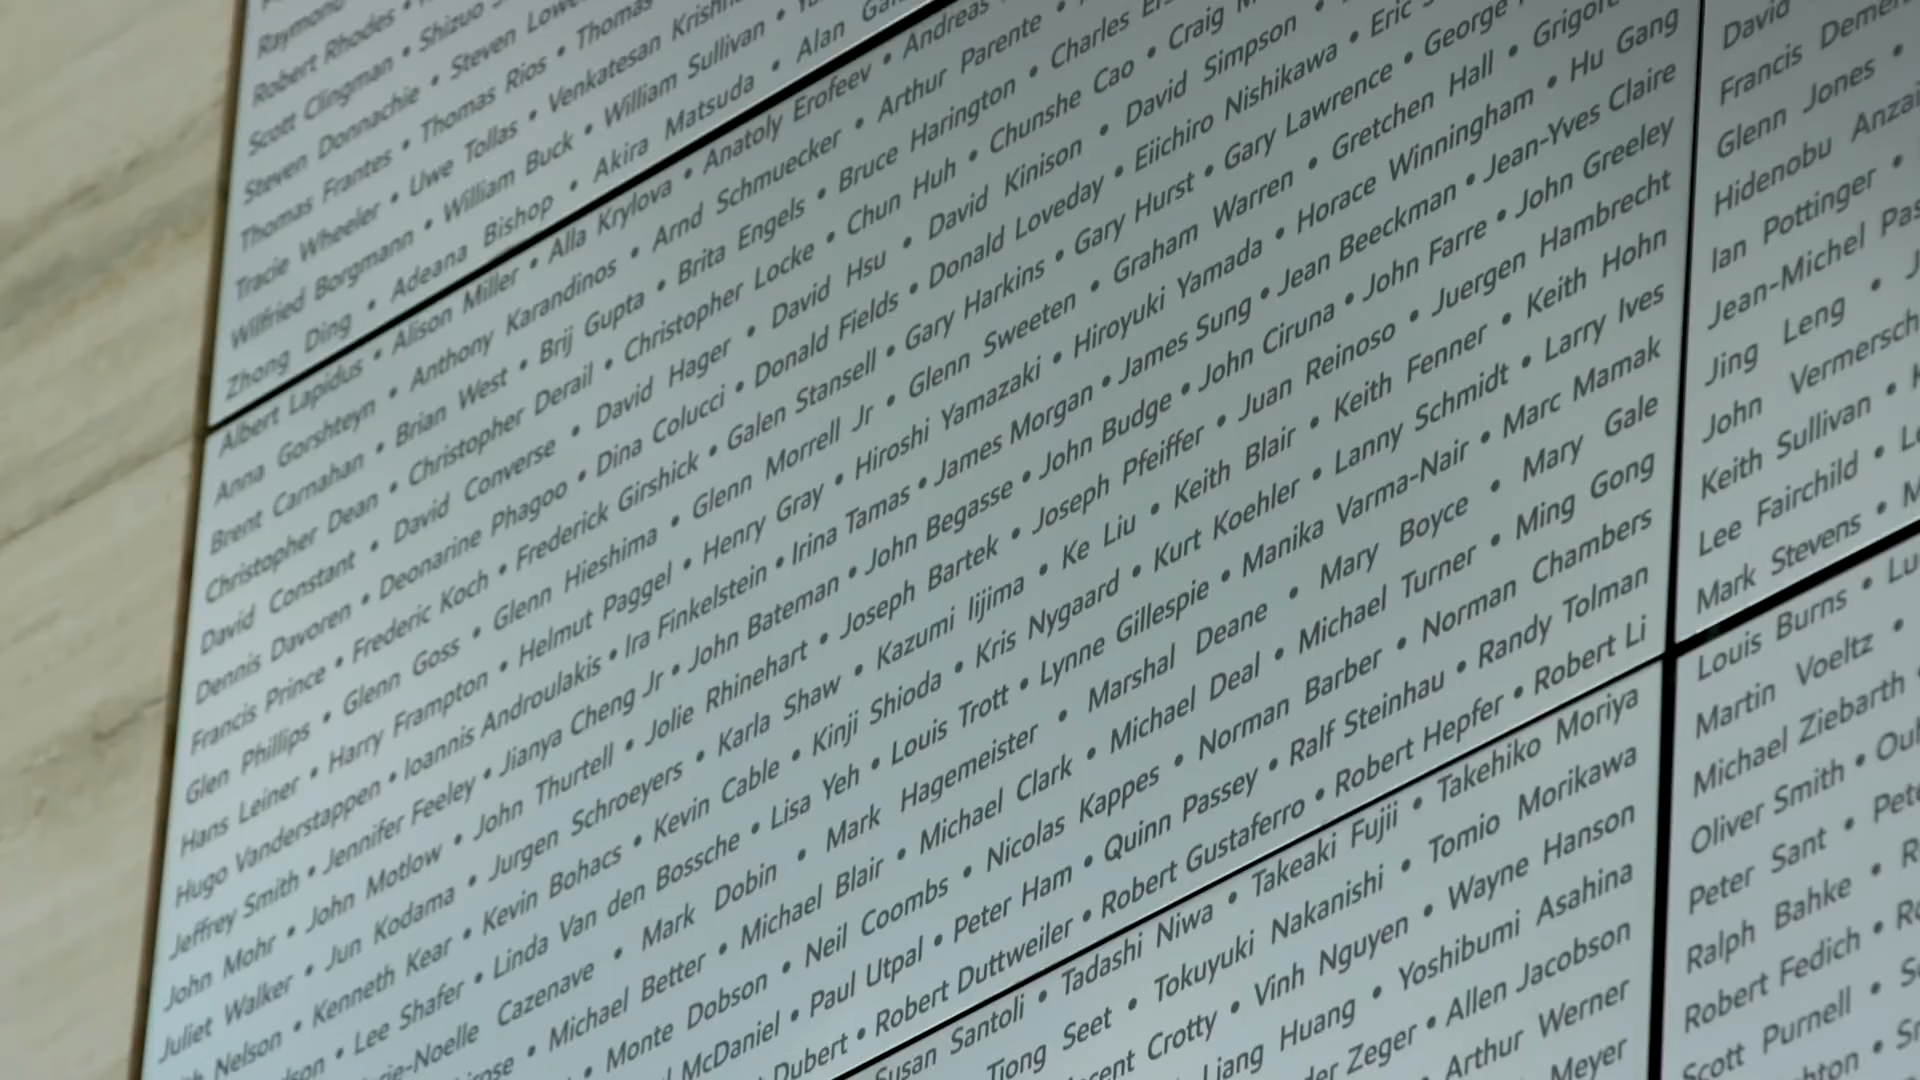 Raymond
Robert Rhodes •
Scott Clingman • Shizuo
Steven Donnachie • Steven
Thomas Frantes • Thomas Rios • Thomas
Tracie Wheeler • Uwe Tollas • Venkatesan
Wilfried Borgmann • William Buck • William Sullivan •
Zhong Ding • Adeana Bishop • Akira Matsuda • Alan
Albert Lapidus • Alison Miller • Alla Krylova • Anatoly Erofeev • Andreas
Anna Gorshteyn • Anthony Karandinos • Arnd Schmuecker • Arthur Parente •
Brent Carnahan • Brian West • Brij Gupta • Brita Engels • Bruce Harington • Charles
Christopher Dean • Christopher Derail • Christopher Locke • Chun Huh • Chunshe Cao • Craig
David Constant • David Converse • David Hager • David Hsu • David Kinison • David Simpson •
Dennis Davoren • Deonarine Phagoo • Dina Colucci • Donald Fields • Donald Loveday • Eiichiro Nishikawa • Eric
Francis Prince • Frederic Koch • Frederick Girshick • Galen Stansell • Gary Harkins • Gary Hurst • Gary Lawrence • George
Glen Phillips • Glenn Goss • Glenn Hieshima • Glenn Morrell Jr • Glenn Sweeten • Graham Warren • Gretchen Hall •
Hans Leiner • Harry Frampton • Helmut Paggel • Henry Gray • Hiroshi Yamazaki • Hiroyuki Yamada • Horace Winningham • Hu Gang
Hugo Vanderstappen • Ioannis Androulakis • Ira Finkelstein • Irina Tamas • James Morgan • James Sung • Jean Beeckman • Jean-Yves Claire
Jeffrey Smith • Jennifer Feeley • Jianya Cheng Jr • John Bateman • John Begasse • John Budge • John Ciruna • John Farre • John Greeley
John Mohr • John Motlow • John Thurtell • Jolie Rhinehart • Joseph Bartek • Joseph Pfeiffer • Juan Reinoso • Juergen Hambrecht
Juliet Walker • Jun Kodama • Jurgen Schroeyers • Karla Shaw • Kazumi Iijima • Ke Liu • Keith Blair • Keith Fenner • Keith Hohn
Nelson • Kenneth Kear • Kevin Bohacs • Kevin Cable • Kinji Shioda • Kris Nygaard • Kurt Koehler • Lanny Schmidt • Larry Ives
• Lee Shafer • Linda Van den Bossche • Lisa Yeh • Louis Trott • Lynne Gillespie • Manika Varma-Nair • Marc Mamak
Cazenave • Mark Dobin • Mark Hagemeister • Marshal Deane • Mary Boyce • Mary Gale
• Michael Better • Michael Blair • Michael Clark • Michael Deal • Michael Turner • Ming Gong
• Monte Dobson • Neil Coombs • Nicolas Kappes • Norman Barber • Norman Chambers
McDaniel • Paul Utpal • Peter Ham • Quinn Passey • Ralf Steinhau • Randy Tolman
Dubert • Robert Duttweiler • Robert Gustaferro • Robert Hepfer • Robert Li
Susan Santoli • Tadashi Niwa • Takeaki Fujii • Takehiko Moriya
Tiong Seet • Tokuyuki Nakanishi • Tomio Morikawa
Crotty • Vinh Nguyen • Wayne Hanson
Liang Huang • Yoshibumi Asahina
Zeger • Allen Jacobson
Arthur Werner
Meyer
David
Francis
Glenn Jones •
Hidenobu Anzai
Ian Pottinger •
Jean-Michel
Jing Leng •
John Vermersch
Keith Sullivan •
Lee Fairchild •
Mark Stevens •
Louis Burns •
Martin Voeltz •
Michael Ziebarth •
Oliver Smith •
Peter Sant •
Ralph Bahke •
Robert Fedich •
Scott Purnell •